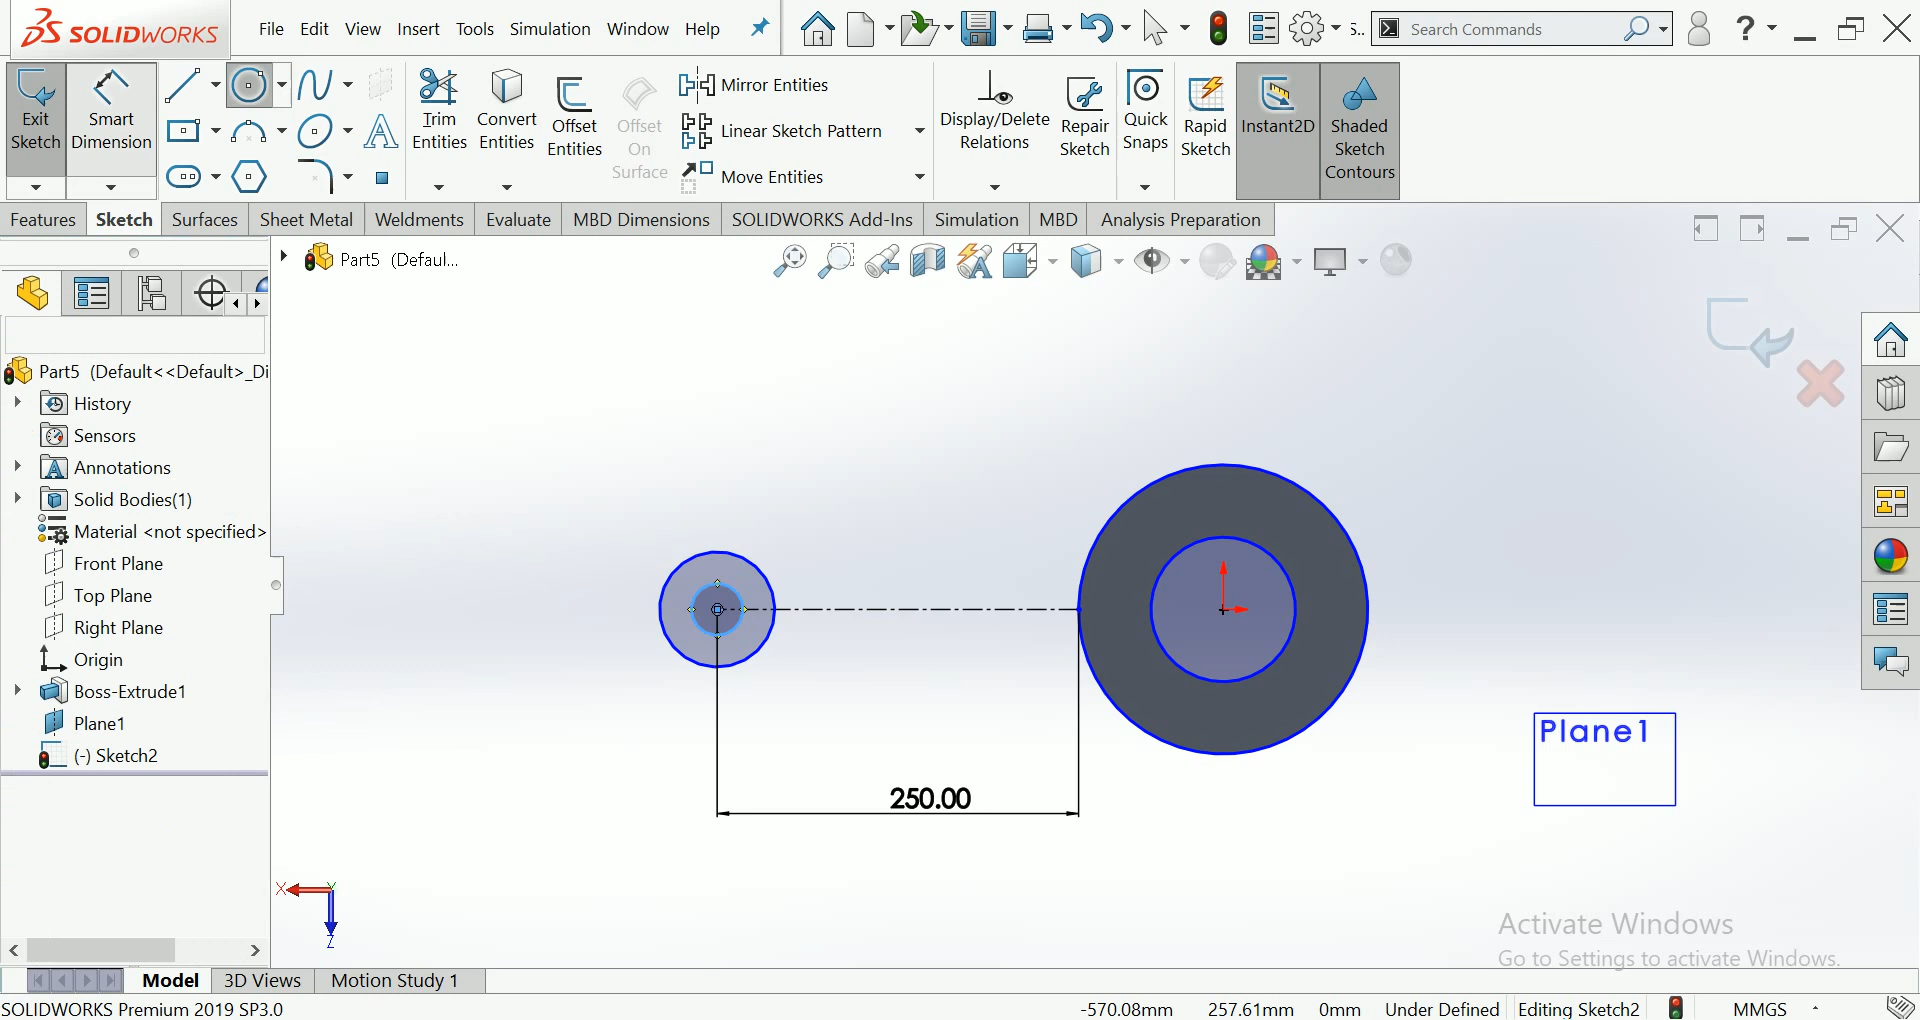 SOLIDWORKS
File Edit View Insert Tools Simulation Window Help
S..
Search Commands
?
Exit Sketch
Smart Dimension
Trim Entities
Convert Entities
Offset Entities
Offset On Surface
Mirror Entities
Linear Sketch Pattern
Move Entities
Display/Delete Relations
Repair Sketch
Quick Snaps
Rapid Sketch
Instant2D
Shaded Sketch Contours
Features Sketch Surfaces Sheet Metal Weldments Evaluate MBD Dimensions SOLIDWORKS Add-Ins Simulation MBD Analysis Preparation
Part5 (Defaul...
Part5 (Default<<Default>_Di
History
Sensors
Annotations
Solid Bodies(1)
Material <not specified>
Front Plane
Top Plane
Right Plane
Origin
Boss-Extrude1
Plane1
(-) Sketch2
250.00
Plane1
X
Y
Z
Activate Windows
Go to Settings to activate Windows.
Model 3D Views Motion Study 1
SOLIDWORKS Premium 2019 SP3.0
-570.08mm 257.61mm 0mm Under Defined Editing Sketch2 MMGS